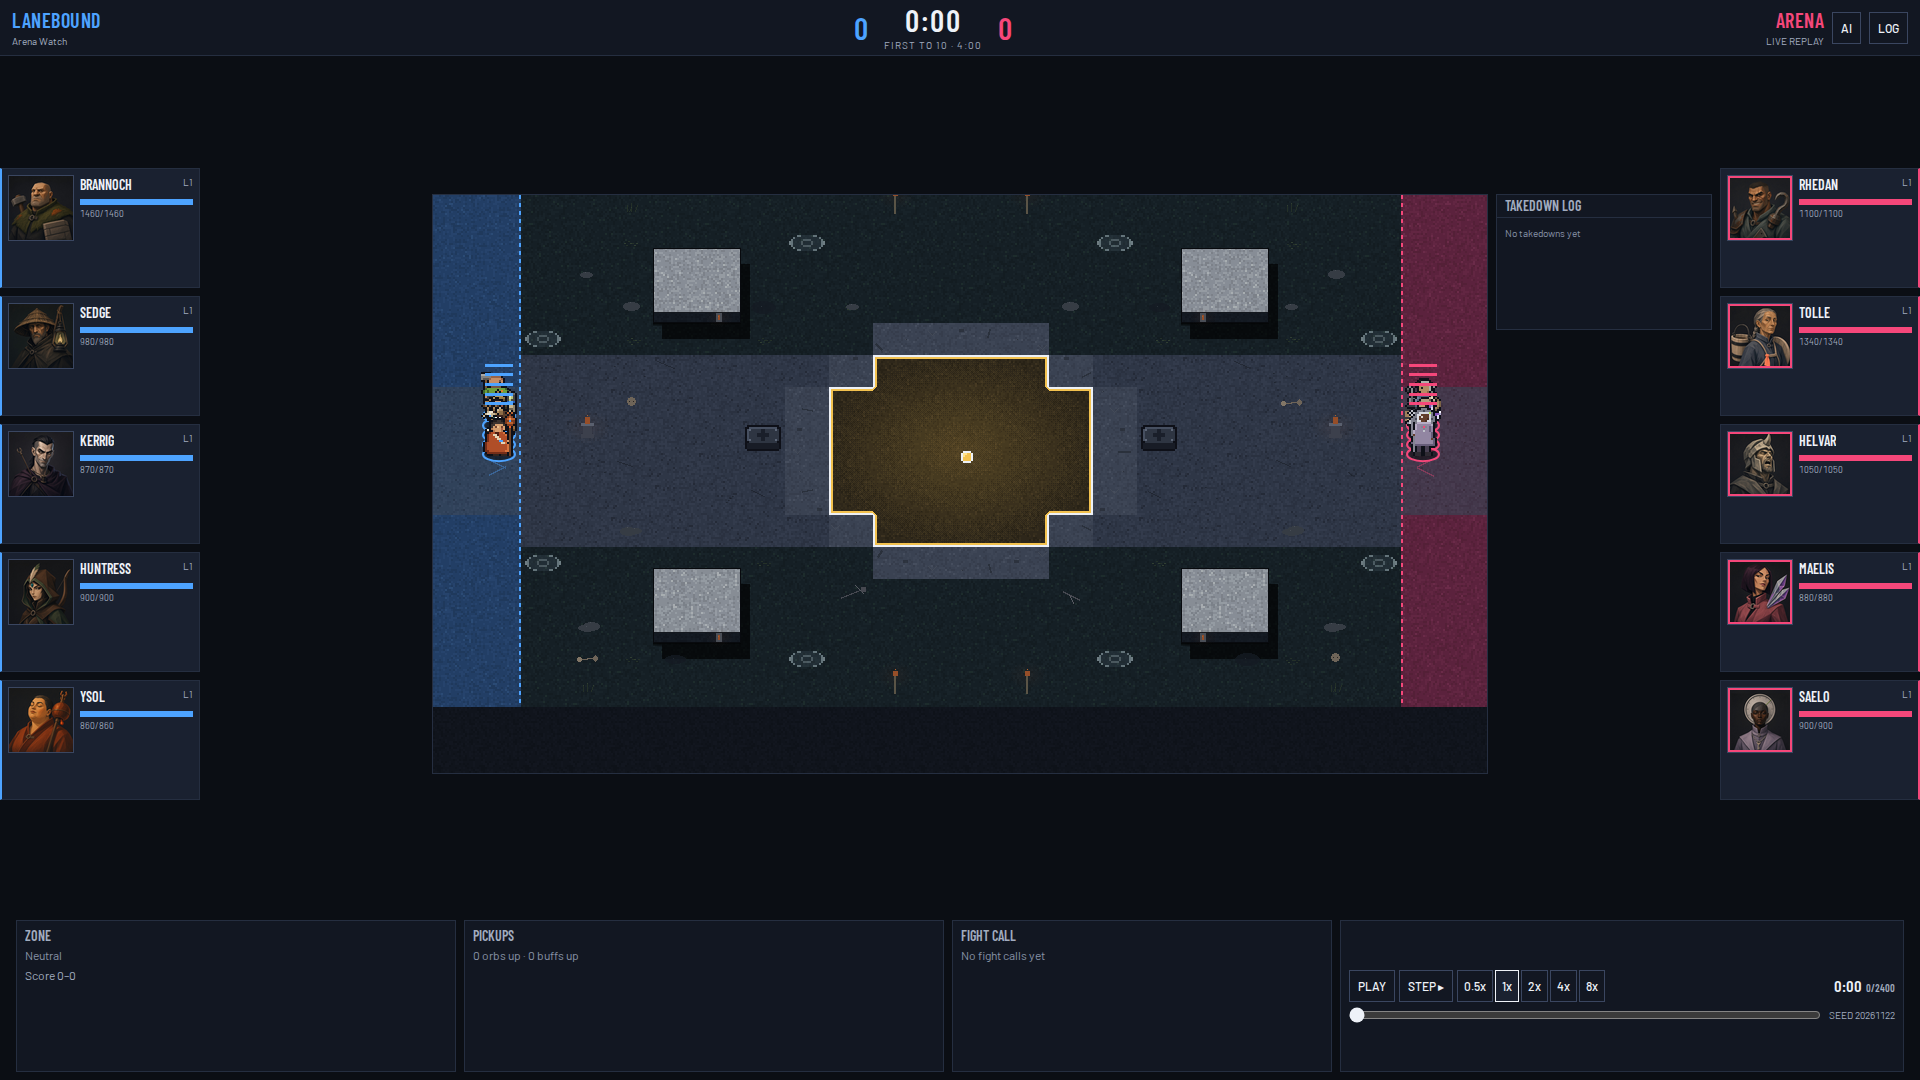 LANEBOUND
Arena Watch
0
0:00
0
FIRST TO 10 · 4:00
ARENA
LIVE REPLAY
AI
LOG
BRANNOCH
L1
1460/1460
SEDGE
L1
980/980
KERRIG
L1
870/870
HUNTRESS
L1
900/900
YSOL
L1
860/860
TAKEDOWN LOG
No takedowns yet
RHEDAN
L1
1100/1100
TOLLE
L1
1340/1340
HELVAR
L1
1050/1050
MAELIS
L1
880/880
SAELO
L1
900/900
ZONE
Neutral
Score 0–0
PICKUPS
0 orbs up · 0 buffs up
FIGHT CALL
No fight calls yet
PLAY
STEP▸
0.5x
1x
2x
4x
8x
0:00 0/2400
SEED 20261122